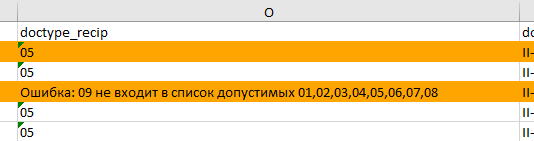 O
doctype_recip
do
05
II-
05
II-
Ошибка: 09 не входит в список допустимых 01,02,03,04,05,06,07,08
II-
05
II-
05
II-